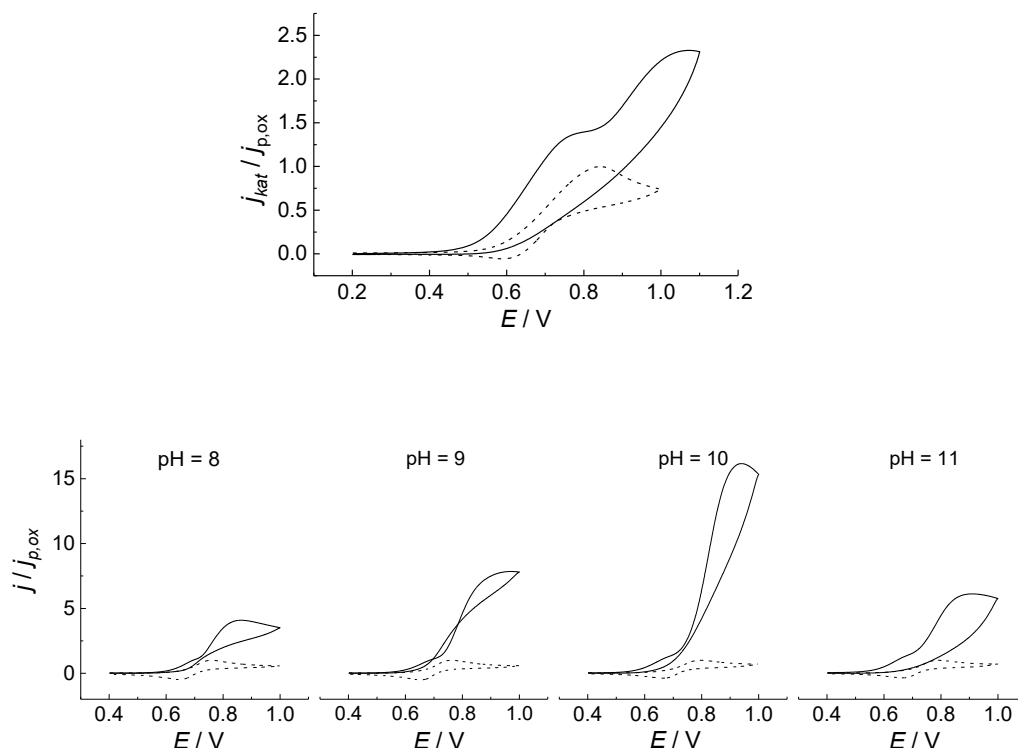 j_kat / j_p,ox
2.5
2.0
1.5
1.0
0.5
0.0
0.2 0.4 0.6 0.8 1.0 1.2
E / V
pH = 8 pH = 9 pH = 10 pH = 11
j / j_p,ox
15
10
5
0
0.4 0.6 0.8 1.0 0.4 0.6 0.8 1.0 0.4 0.6 0.8 1.0 0.4 0.6 0.8 1.0
E / V E / V E / V E / V